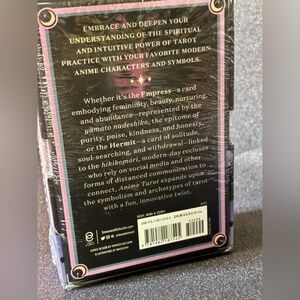 EMBRACE AND DEEPEN YOUR
UNDERSTANDING OF THE SPIRITUAL
AND INTUITIVE POWER OF TAROT
PRACTICE WITH YOUR FAVORITE MODERN
ANIME CHARACTERS AND SYMBOLS.
Whether it's the Empress—a card
embodying femininity, beauty, nurturing,
and abundance—represented by the
yamato nadeshiko, the epitome of
purity, poise, kindness, and honesty,
or the Hermit—a card of solitude,
soul-searching, and withdrawal—linked
to the hikikomori, modern-day recluses
who rely on social media and other
forms of distanced communication to
connect, Anime Tarot expands upon
the symbolism and archetypes of tarot
with a fun, innovative twist.
BODY, MIND & SPIRIT